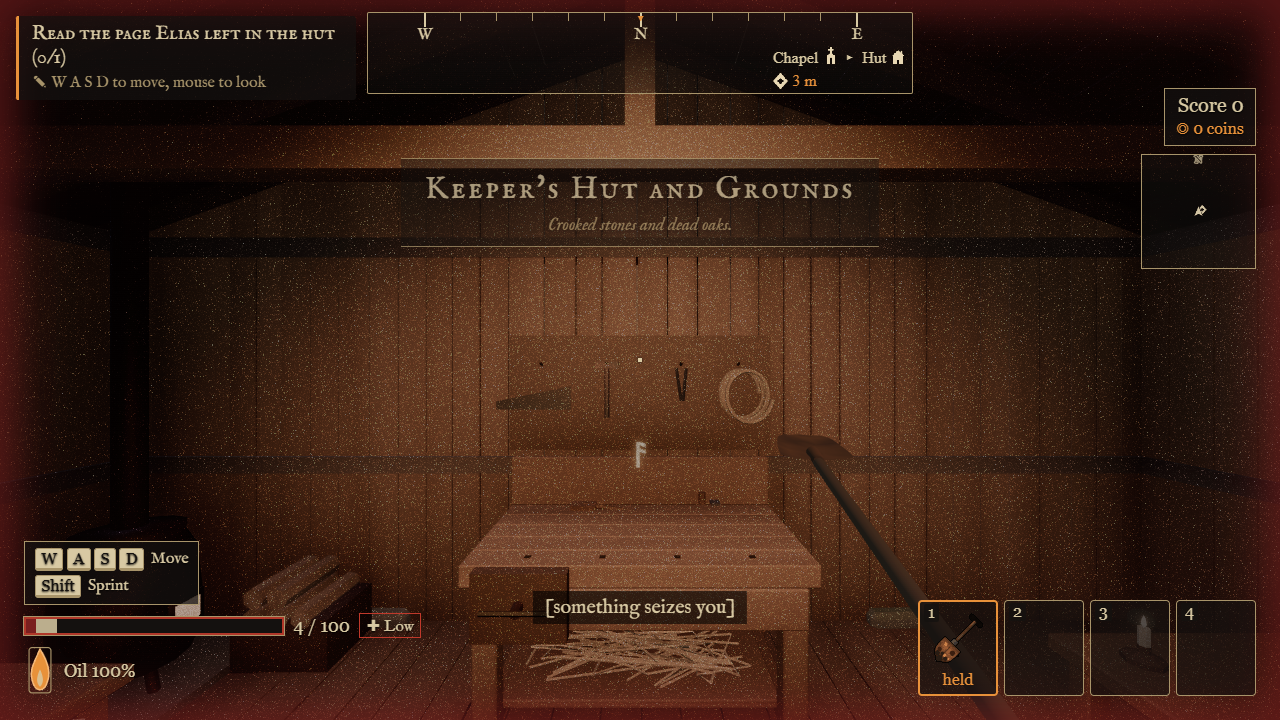 Read the page Elias left in the hut
(0/1)
W A S D to move, mouse to look
W N E
Chapel ▸ Hut
3 m
Score 0
0 coins
Keeper's Hut and Grounds
Crooked stones and dead oaks.
W A S D Move
Shift Sprint
[something seizes you]
4 / 100 + Low
Oil 100%
1 2 3 4
held